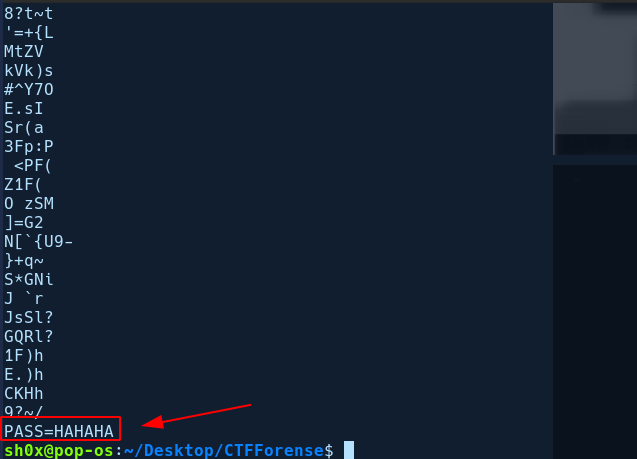 8?t~t
'=+{L
MtZV
kVk)s
#^Y7O
E.sI
Sr(a
3Fp:P
 <PF(
Z1F(
O zSM
]=G2
N[`{U9-
}+q~
S*GNi
J `r
JsSl?
GQRl?
1F)h
E.)h
CKHh
9?~/
PASS=HAHAHA
sh0x@pop-os:~/Desktop/CTFForense$